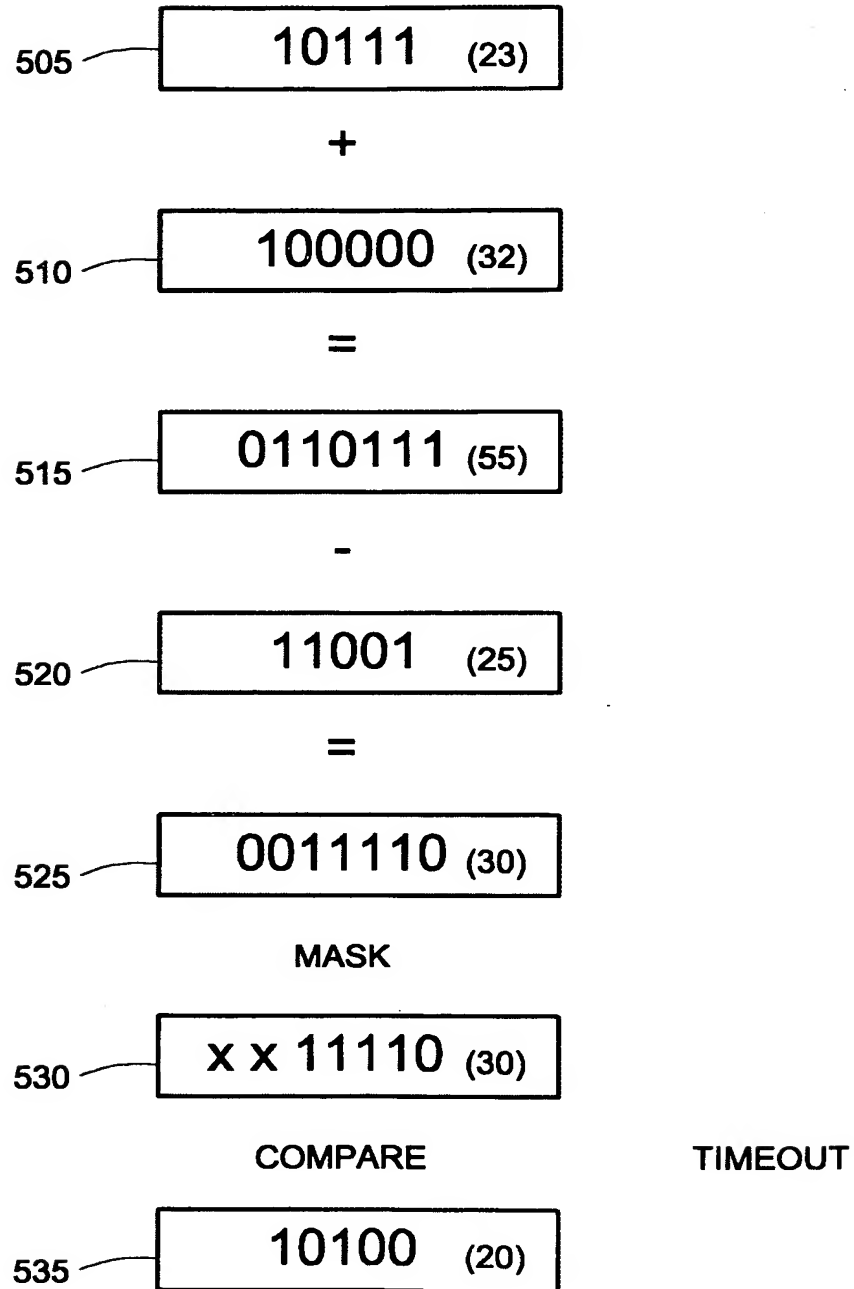 505 10111 (23)
+
510 100000 (32)
=
515 0110111 (55)
-
520 11001 (25)
=
525 0011110 (30)
MASK
530 x x 11110 (30)
COMPARE TIMEOUT
535 10100 (20)